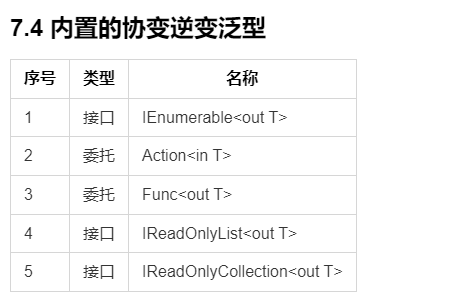 7.4 内置的协变逆变泛型
序号 类型 名称
1 接口 IEnumerable<out T>
2 委托 Action<in T>
3 委托 Func<out T>
4 接口 IReadOnlyList<out T>
5 接口 IReadOnlyCollection<out T>